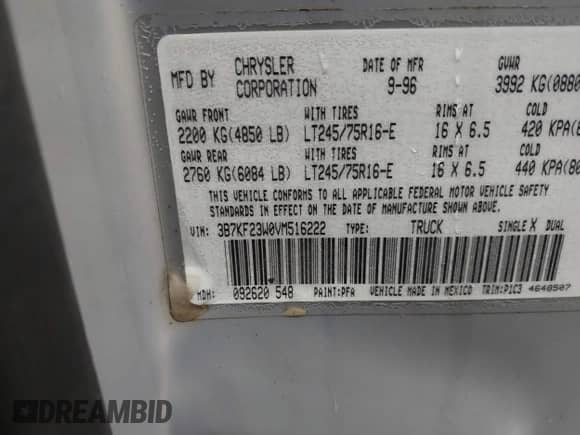 MFD BY CHRYSLER CORPORATION DATE OF MFR 9-96 GVWR 3992 KG(0880
GAWR FRONT WITH TIRES RIMS AT COLD
2200 KG(4850 LB) LT245/75R16-E 16 X 6.5 420 KPA(
GAWR REAR WITH TIRES RIMS AT COLD
2760 KG(6084 LB) LT245/75R16-E 16 X 6.5 440 KPA(80
THIS VEHICLE CONFORMS TO ALL APPLICABLE FEDERAL MOTOR VEHICLE SAFETY
STANDARDS IN EFFECT ON THE DATE OF MANUFACTURE SHOWN ABOVE.
VIN: 3B7KF23W0VM516222 TYPE: TRUCK SINGLE X DUAL
MDH: 092620 548 PAINT:PFA VEHICLE MADE IN MEXICO TRIM:P1C3 4648507
DREAMBID